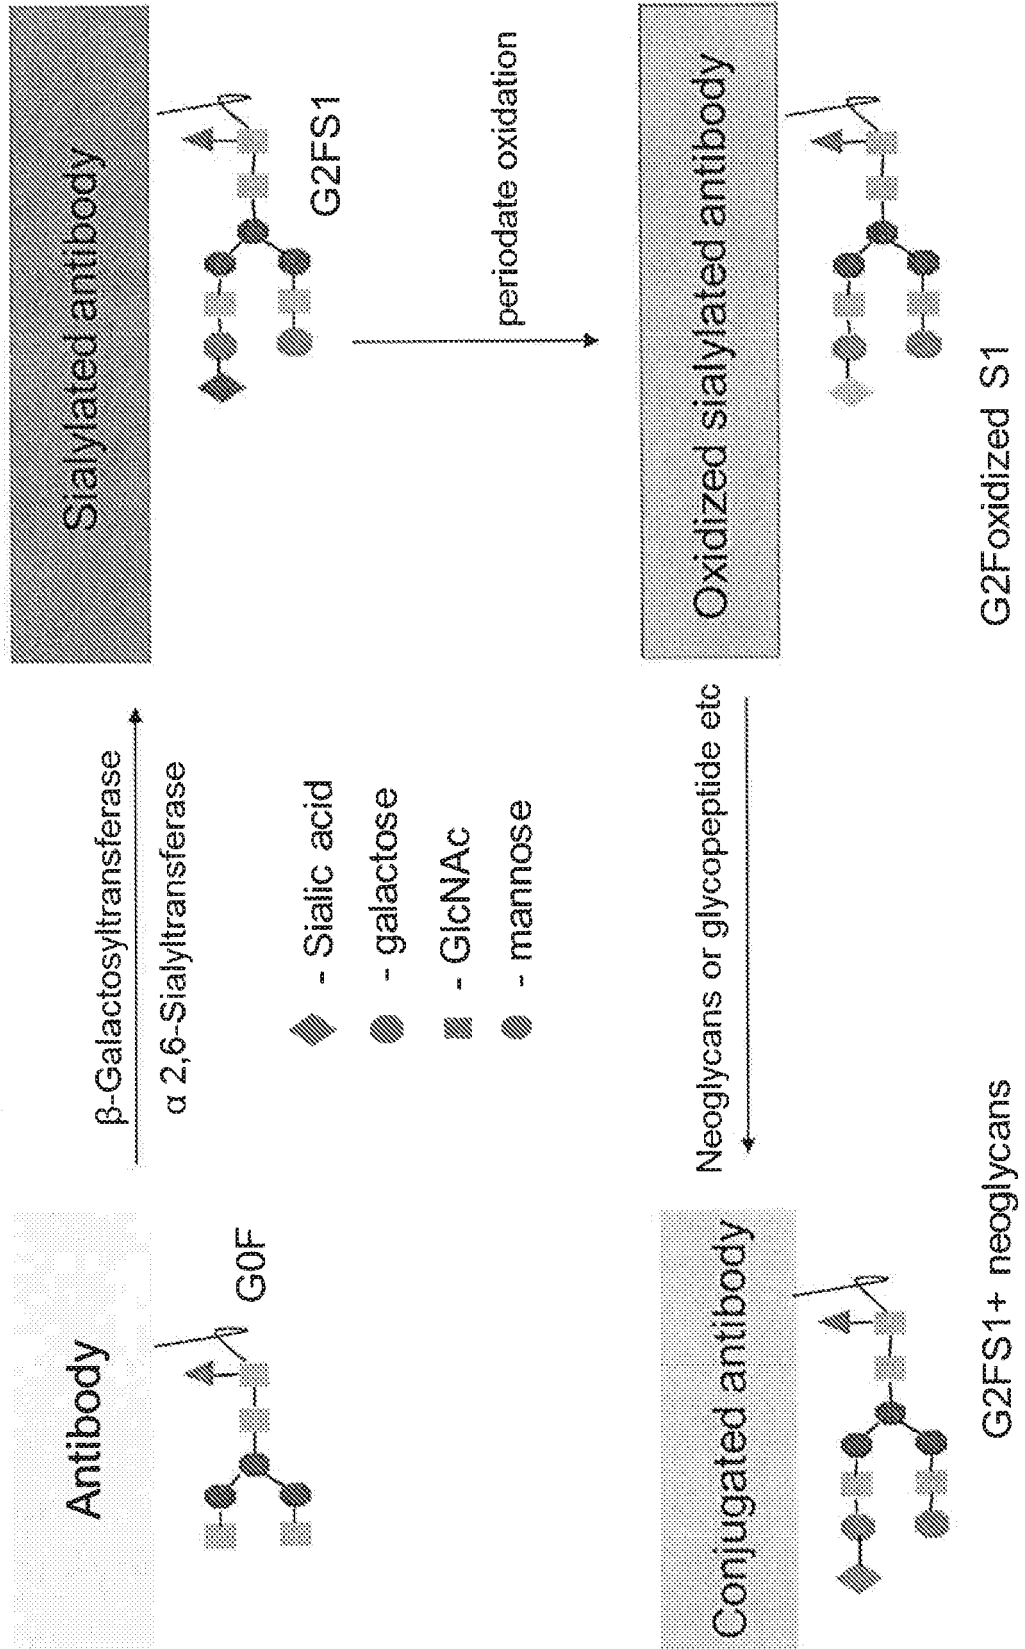 Antibody
G0F
β-Galactosyltransferase
α 2,6-Sialyltransferase
Sialylated antibody
G2FS1
- Sialic acid
- galactose
- GlcNAc
- mannose
periodate oxidation
Oxidized sialylated antibody
G2Foxidized S1
Neoglycans or glycopeptide etc
Conjugated antibody
G2FS1+ neoglycans